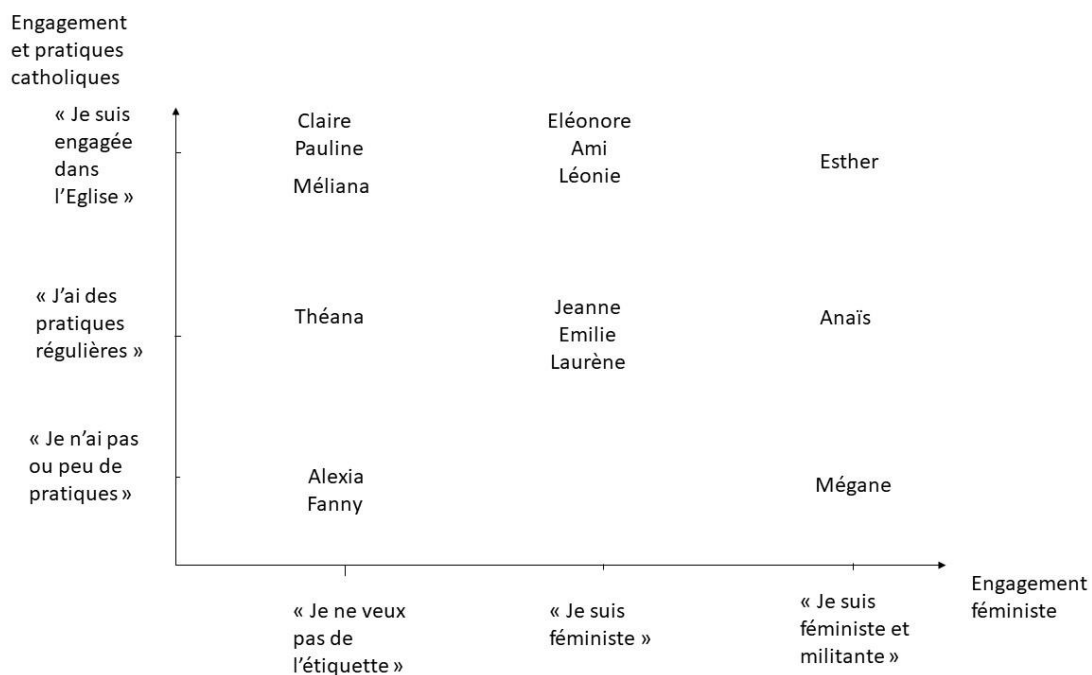 Engagement
et pratiques
catholiques
« Je suis
engagée
dans
l'Eglise »
Claire
Pauline
Méliana
Eléonore
Ami
Léonie
Esther
« J'ai des
pratiques
régulières »
Théana
Jeanne
Emilie
Laurène
Anaïs
« Je n'ai pas
ou peu de
pratiques »
Alexia
Fanny
Mégane
Engagement
féministe
« Je ne veux
pas de
l'étiquette »
« Je suis
féministe »
« Je suis
féministe et
militante »